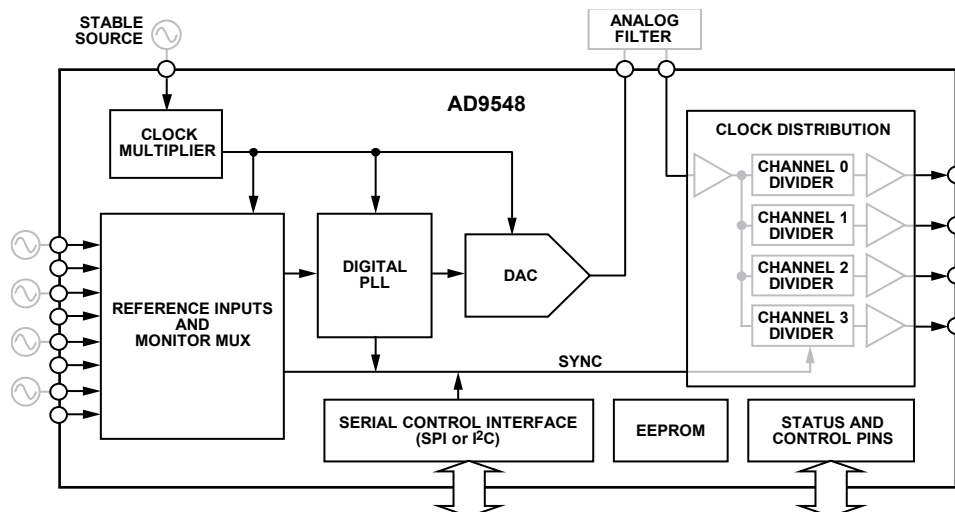 STABLE
SOURCE
ANALOG
FILTER
AD9548
CLOCK
MULTIPLIER
CLOCK DISTRIBUTION
CHANNEL 0
DIVIDER
CHANNEL 1
DIVIDER
CHANNEL 2
DIVIDER
CHANNEL 3
DIVIDER
REFERENCE INPUTS
AND
MONITOR MUX
DIGITAL
PLL
DAC
SYNC
SERIAL CONTROL INTERFACE
(SPI or I²C)
EEPROM
STATUS AND
CONTROL PINS